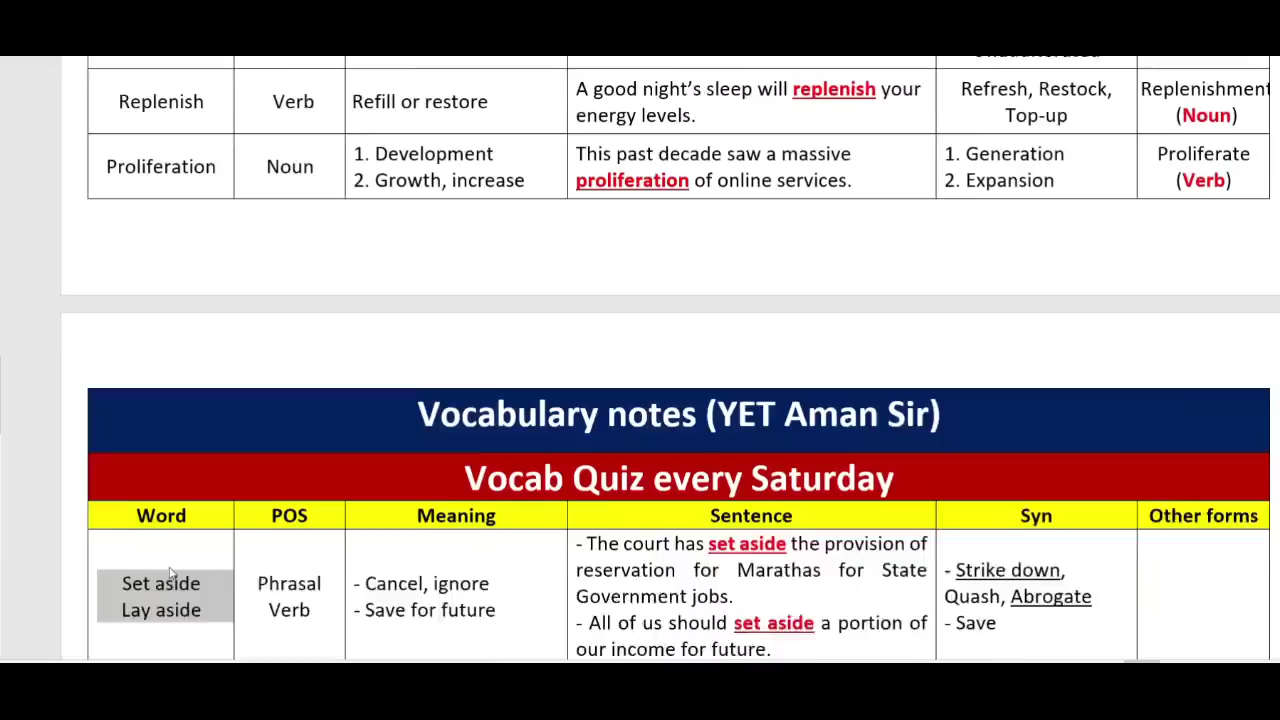 Replenish
Verb
Refill or restore
A good night's sleep will replenish your
energy levels.
Refresh, Restock,
Top-up
Replenishment
(Noun)
Proliferation
Noun
1. Development
2. Growth, increase
This past decade saw a massive
proliferation of online services.
1. Generation
2. Expansion
Proliferate
(Verb)
Vocabulary notes (YET Aman Sir)
Vocab Quiz every Saturday
Word
POS
Meaning
Sentence
Syn
Other forms
Set aside
Lay aside
Phrasal
Verb
- Cancel, ignore
- Save for future
- The court has set aside the provision of
reservation for Marathas for State
Government jobs.
- All of us should set aside a portion of
our income for future.
- Strike down,
Quash, Abrogate
- Save